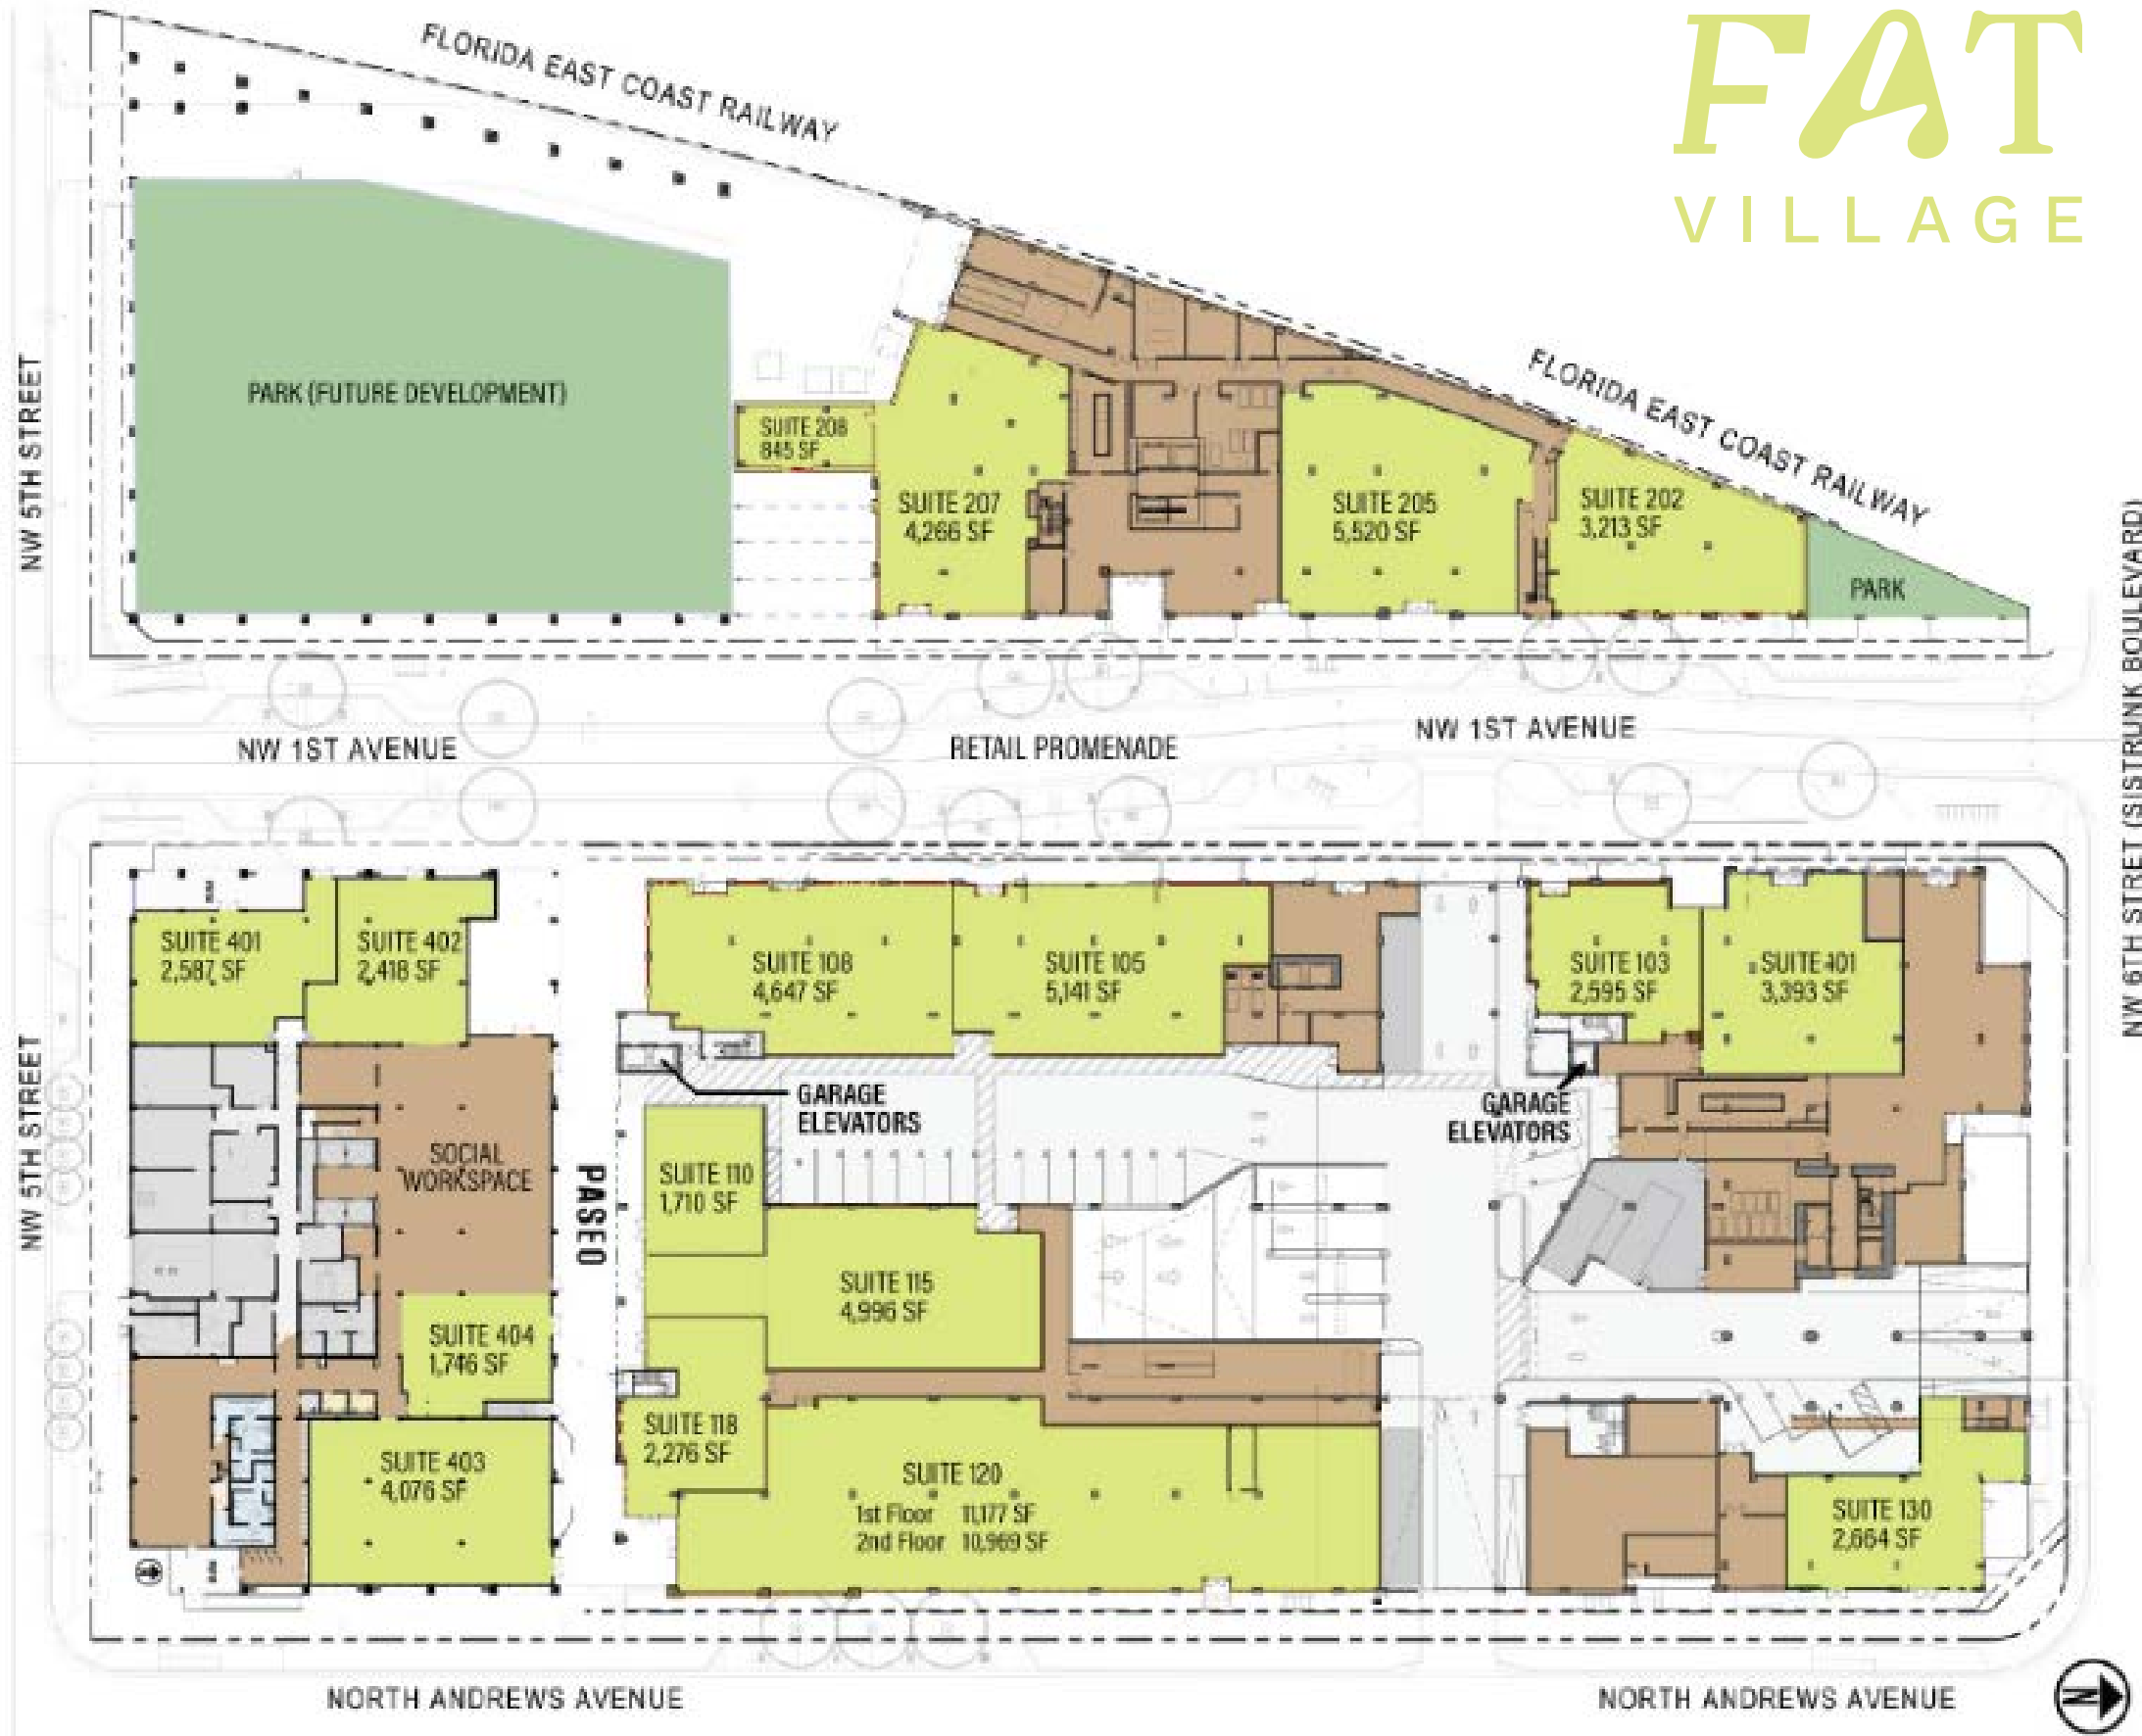 FAT
VILLAGE
FLORIDA EAST COAST RAILWAY
FLORIDA EAST COAST RAILWAY
NW 5TH STREET
PARK (FUTURE DEVELOPMENT)
SUITE 208
845 SF
SUITE 207
4,266 SF
SUITE 205
5,520 SF
SUITE 202
3,213 SF
PARK
NW 6TH STRET (SISTRUNK BOULEVARD)
NW 1ST AVENUE
RETAIL PROMENADE
NW 1ST AVENUE
SUITE 401
2,587 SF
SUITE 402
2,418 SF
SUITE 108
4,647 SF
SUITE 105
5,141 SF
SUITE 103
2,595 SF
SUITE 401
3,393 SF
NW 5TH STREET
GARAGE
ELEVATORS
GARAGE
ELEVATORS
SOCIAL
WORKSPACE
PASEO
SUITE 110
1,710 SF
SUITE 115
4,996 SF
SUITE 404
1,746 SF
SUITE 118
2,276 SF
SUITE 403
4,076 SF
SUITE 120
1st Floor 11,177 SF
2nd Floor 10,969 SF
SUITE 130
2,664 SF
NORTH ANDREWS AVENUE
NORTH ANDREWS AVENUE
N